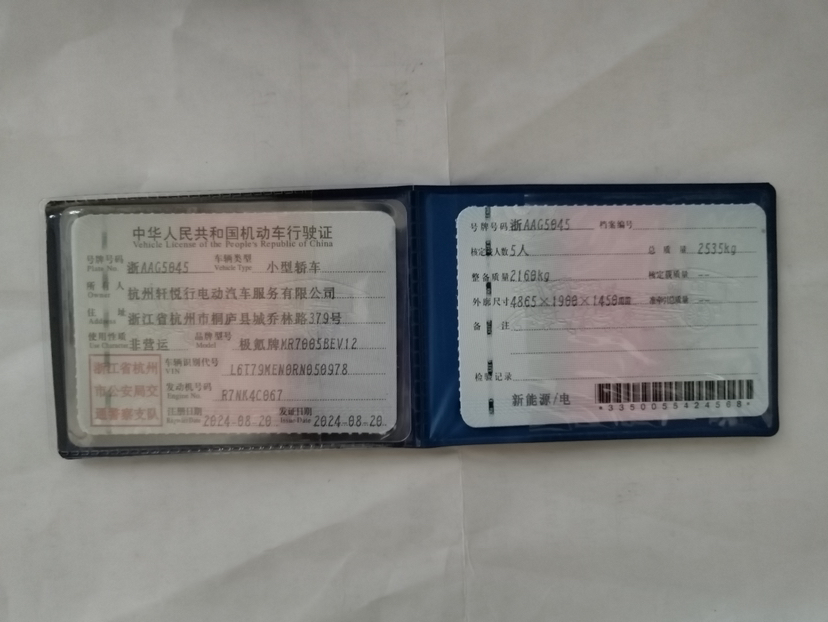 中华人民共和国机动车行驶证
Vehicle License of the People's Republic of China
号牌号码 浙AAG5845 车辆类型 小型轿车
Plate No. Vehicle Type
所有人 杭州轩悦行电动汽车服务有限公司
Owner
住址 浙江省杭州市桐庐县城乔林路379号
Address
使用性质 非营运 品牌型号 极氪牌MR7005BEV12
Use Character Model
浙江省杭州
市公安局交
通警察支队
车辆识别代号 L6T79MEN0RN050978
VIN
发动机号码 R7NK4C067
Engine No.
注册日期 2024-08-20 发证日期 2024-08-20
Register Date Issue Date
号牌号码 浙AAG5845 档案编号
核定载人数 5人 总质量 2535kg
整备质量 2160kg 核定载质量 --
外廓尺寸 4865×1900×1450mm 准牵引总质量 --
备注
检验记录
新能源/电
*3350055424568*